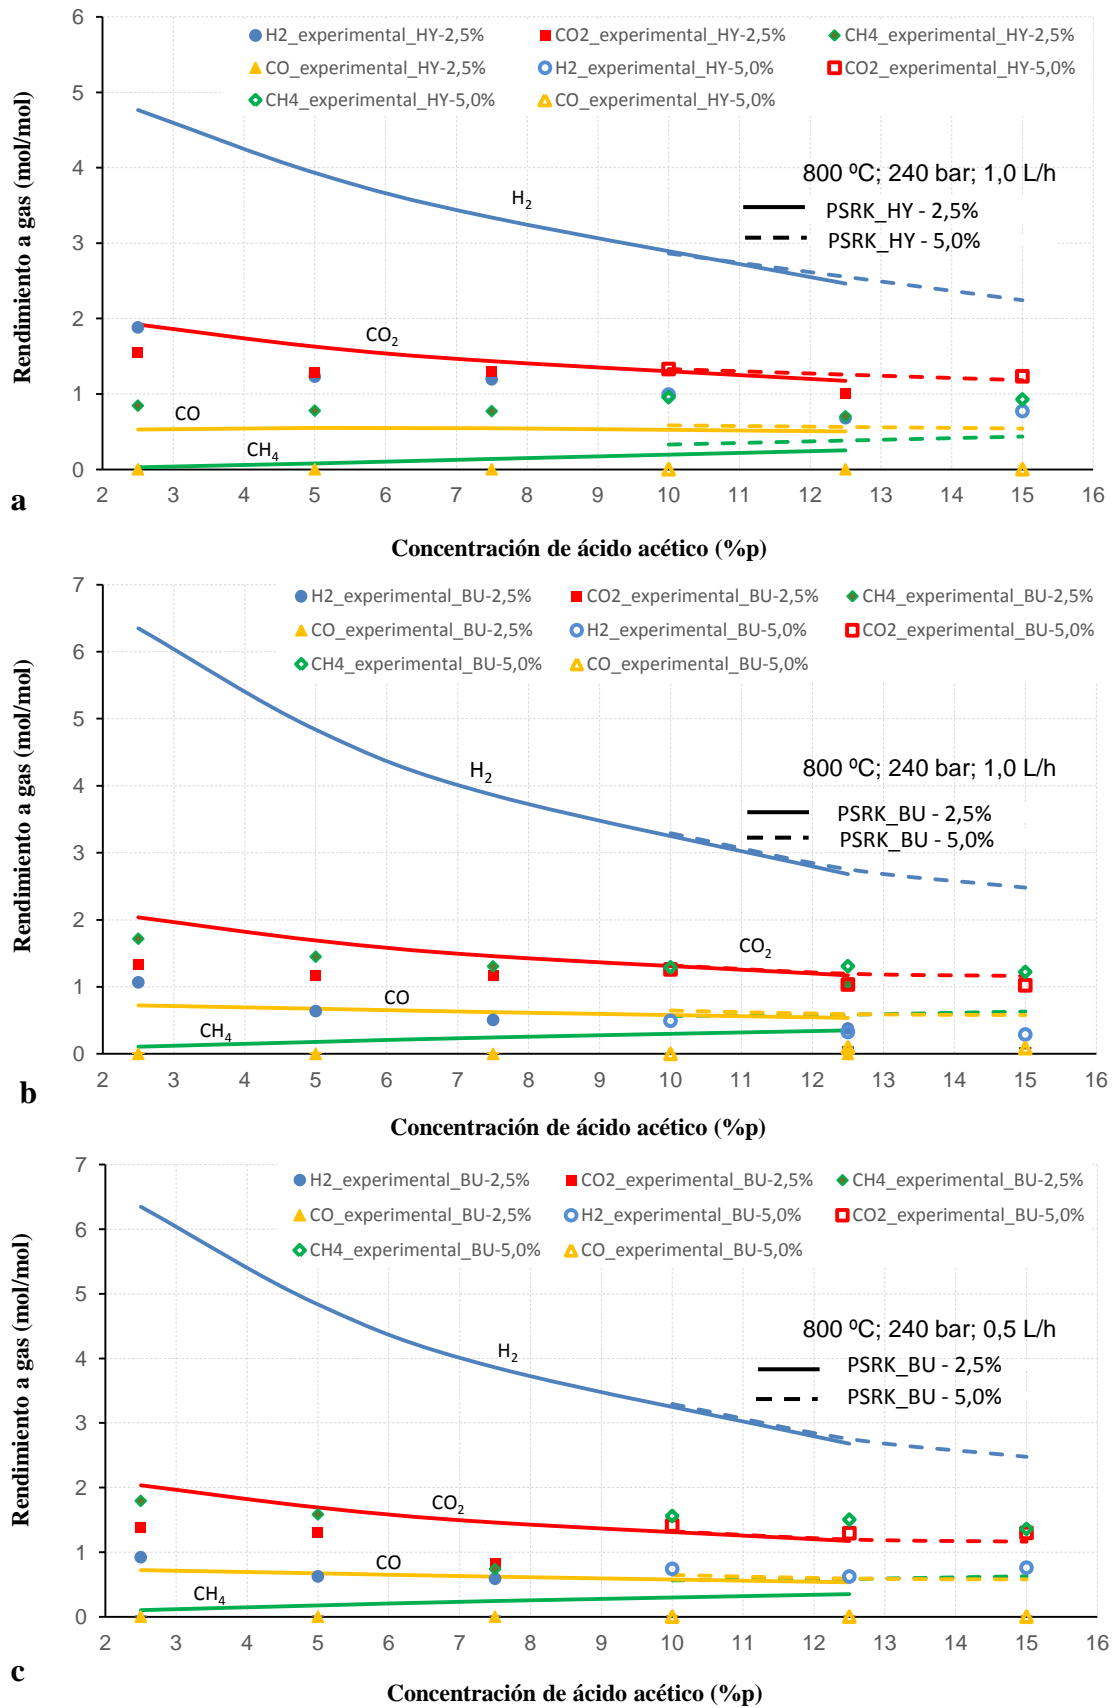 H2_experimental_HY-2,5% CO2_experimental_HY-2,5% CH4_experimental_HY-2,5%
CO_experimental_HY-2,5% H2_experimental_HY-5,0% CO2_experimental_HY-5,0%
CH4_experimental_HY-5,0% CO_experimental_HY-5,0%
800 ºC; 240 bar; 1,0 L/h
PSRK_HY - 2,5%
PSRK_HY - 5,0%
H2
CO2
CO
CH4
Rendimiento a gas (mol/mol)
6
5
4
3
2
1
0
2 3 4 5 6 7 8 9 10 11 12 13 14 15 16
a
Concentración de ácido acético (%p)
H2_experimental_BU-2,5% CO2_experimental_BU-2,5% CH4_experimental_BU-2,5%
CO_experimental_BU-2,5% H2_experimental_BU-5,0% CO2_experimental_BU-5,0%
CH4_experimental_BU-5,0% CO_experimental_BU-5,0%
800 ºC; 240 bar; 1,0 L/h
PSRK_BU - 2,5%
PSRK_BU - 5,0%
H2
CO2
CO
CH4
Rendimiento a gas (mol/mol)
7
6
5
4
3
2
1
0
2 3 4 5 6 7 8 9 10 11 12 13 14 15 16
b
Concentración de ácido acético (%p)
H2_experimental_BU-2,5% CO2_experimental_BU-2,5% CH4_experimental_BU-2,5%
CO_experimental_BU-2,5% H2_experimental_BU-5,0% CO2_experimental_BU-5,0%
CH4_experimental_BU-5,0% CO_experimental_BU-5,0%
800 ºC; 240 bar; 0,5 L/h
PSRK_BU - 2,5%
PSRK_BU - 5,0%
H2
CO2
CO
CH4
Rendimiento a gas (mol/mol)
7
6
5
4
3
2
1
0
2 3 4 5 6 7 8 9 10 11 12 13 14 15 16
c
Concentración de ácido acético (%p)